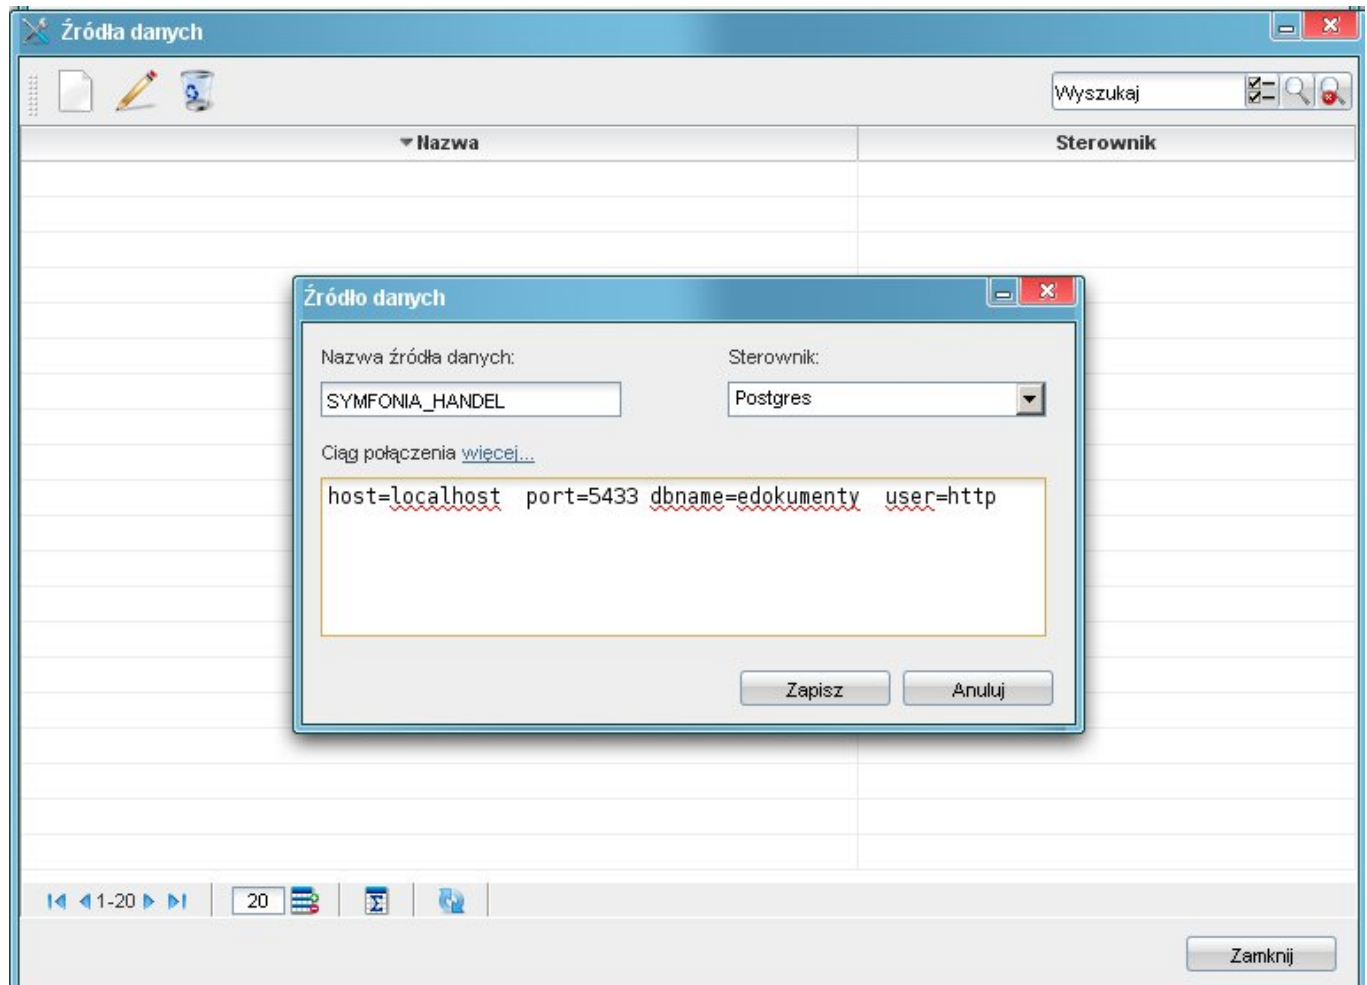 Źródła danych
Wyszukaj
Nazwa Sterownik
Źródło danych
Nazwa źródła danych: Sterownik:
SYMFONIA_HANDEL Postgres
Ciąg połączenia więcej...
host=localhost  port=5433 dbname=edokumenty  user=http
Zapisz Anuluj
1-20 20
Zamknij